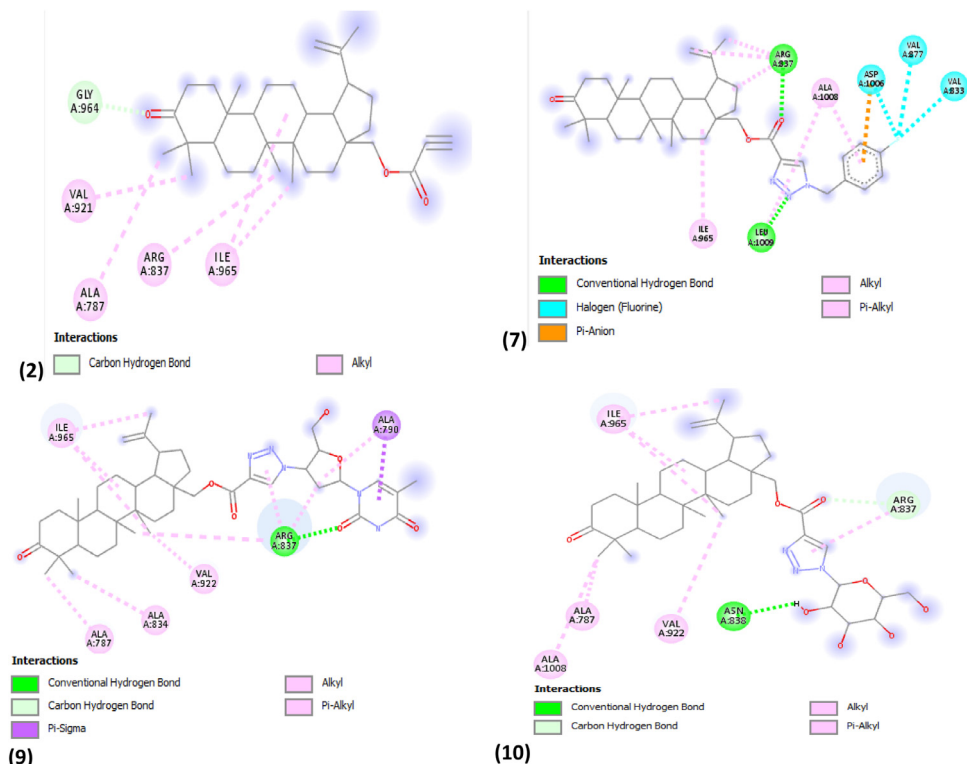 GLY
A:964
VAL
A:921
ALA
A:787
ARG
A:837
ILE
A:965
O
O
O
Interactions
Carbon Hydrogen Bond
Alkyl
(2)
ARG
A:837
ALA
A:1008
ASP
A:1006
VAL
A:877
VAL
A:833
ILE
A:965
LEU
A:1009
O
O
O
N
N
N
Interactions
Conventional Hydrogen Bond
Alkyl
Halogen (Fluorine)
Pi-Alkyl
Pi-Anion
(7)
ILE
A:965
ALA
A:790
ARG
A:837
VAL
A:922
ALA
A:834
ALA
A:787
O
O
O
N
N
N
O
O
N
O
N
O
Interactions
Conventional Hydrogen Bond
Alkyl
Carbon Hydrogen Bond
Pi-Alkyl
Pi-Sigma
(9)
ILE
A:965
ARG
A:837
ASN
A:838
ALA
A:787
VAL
A:922
ALA
A:1008
O
O
O
N
N
N
H
O
O
O
O
O
Interactions
Conventional Hydrogen Bond
Alkyl
Carbon Hydrogen Bond
Pi-Alkyl
(10)